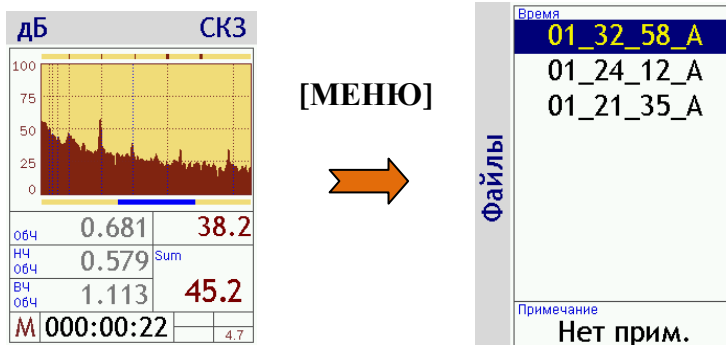 дБ СКЗ
100
75
50
25
0
обч 0.681 38.2
НЧ обч 0.579 Sum
ВЧ обч 1.113 45.2
М 000:00:22 4.7
[МЕНЮ]
Файлы
Время
01_32_58_A
01_24_12_A
01_21_35_A
Примечание
Нет прим.